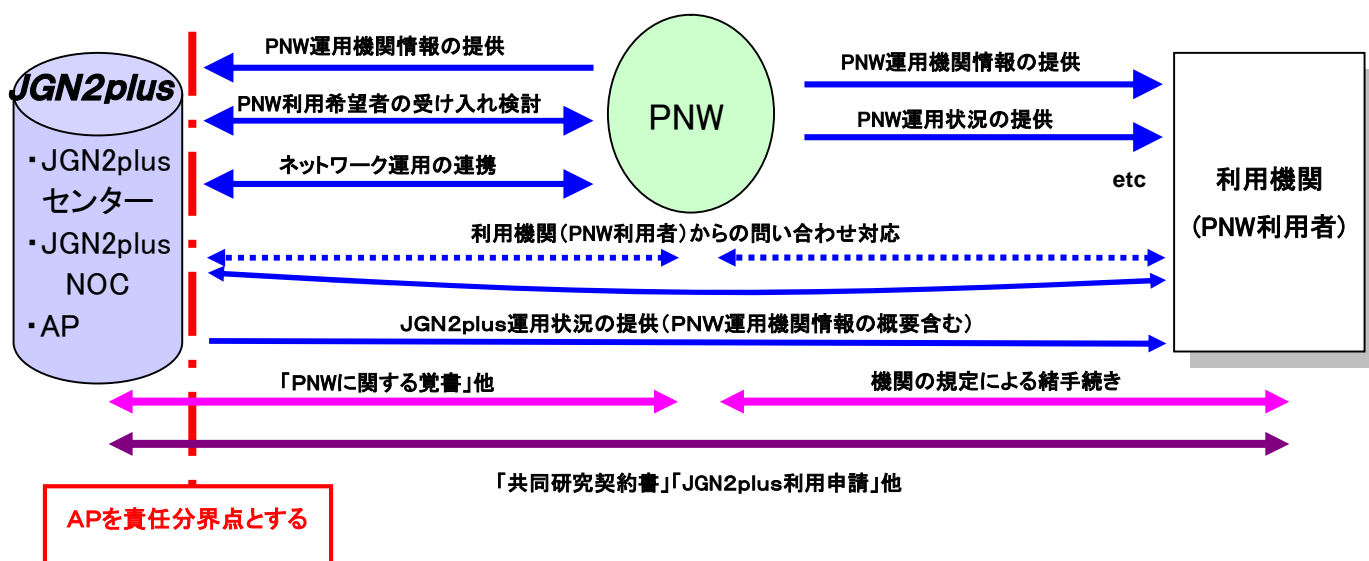 PNW運用機関情報の提供
JGN2plus
PNW利用希望者の受け入れ検討
PNW
PNW運用機関情報の提供
PNW運用状況の提供
・JGN2plus
センター
・JGN2plus
NOC
・AP
ネットワーク運用の連携
etc
利用機関
(PNW利用者)
利用機関(PNW利用者)からの問い合わせ対応
JGN2plus運用状況の提供(PNW運用機関情報の概要含む)
「PNWに関する覚書」他
機関の規定による緒手続き
「共同研究契約書」「JGN2plus利用申請」他
APを責任分界点とする